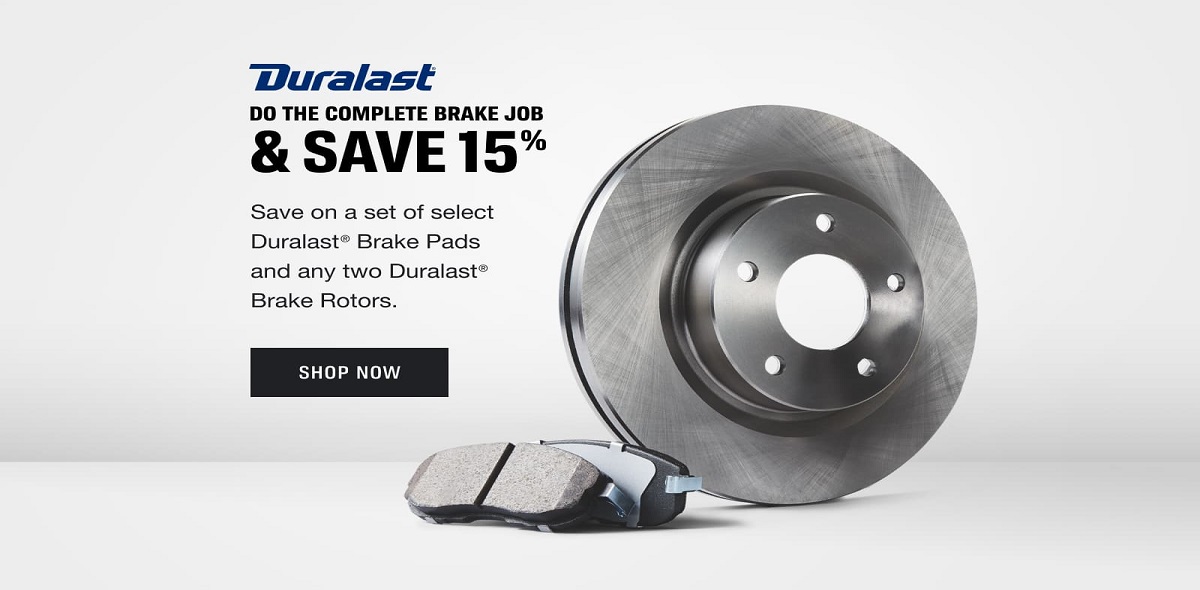 Duralast
DO THE COMPLETE BRAKE JOB
& SAVE 15%
Save on a set of select
Duralast® Brake Pads
and any two Duralast®
Brake Rotors.
SHOP NOW